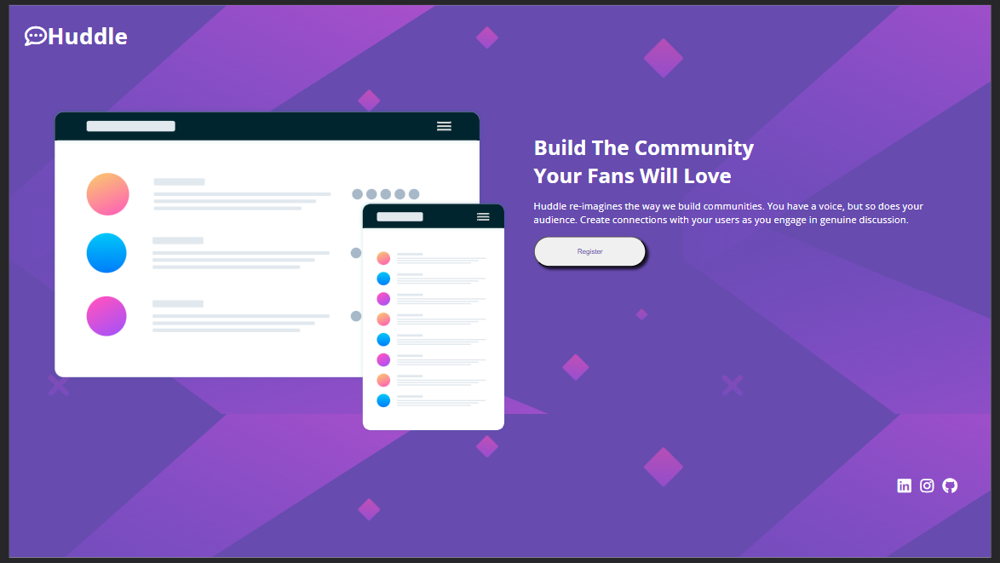 Huddle
Build The Community
Your Fans Will Love
Huddle re-imagines the way we build communities. You have a voice, but so does your
audience. Create connections with your users as you engage in genuine discussion.
Register